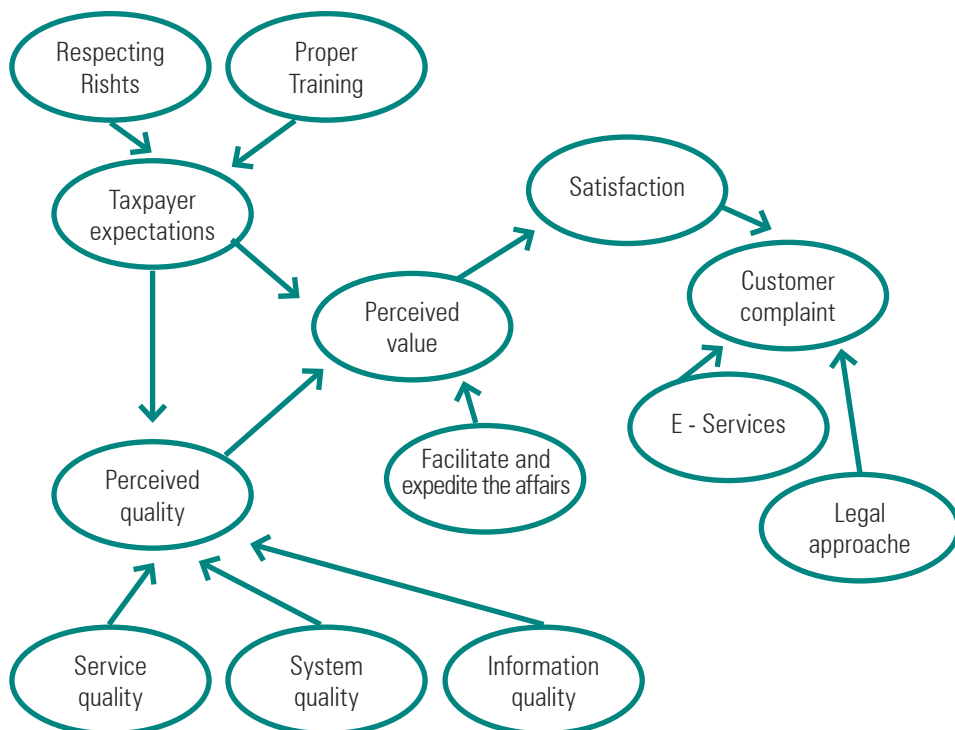 Respecting
Rishts
Proper
Training
Taxpayer
expectations
Satisfaction
Customer
complaint
Perceived
value
E - Services
Facilitate and
expedite the affairs
Perceived
quality
Legal
approache
Service
quality
System
quality
Information
quality